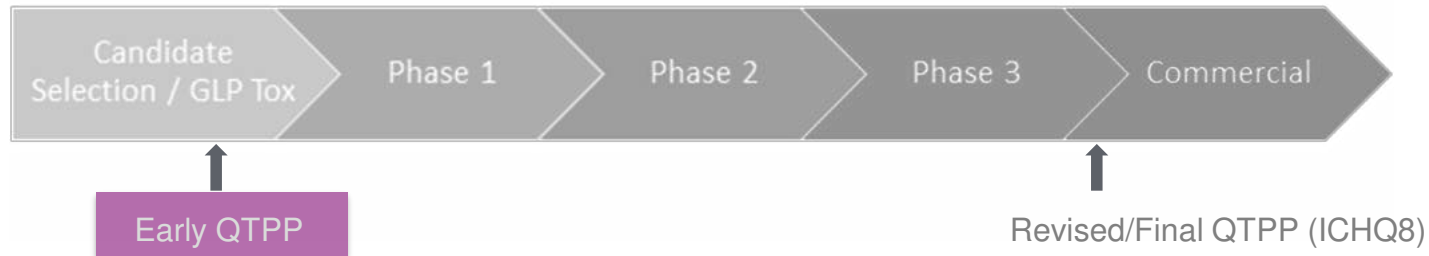 Candidate
Selection / GLP Tox
Phase 1
Phase 2
Phase 3
Commercial
Early QTPP
Revised/Final QTPP (ICHQ8)